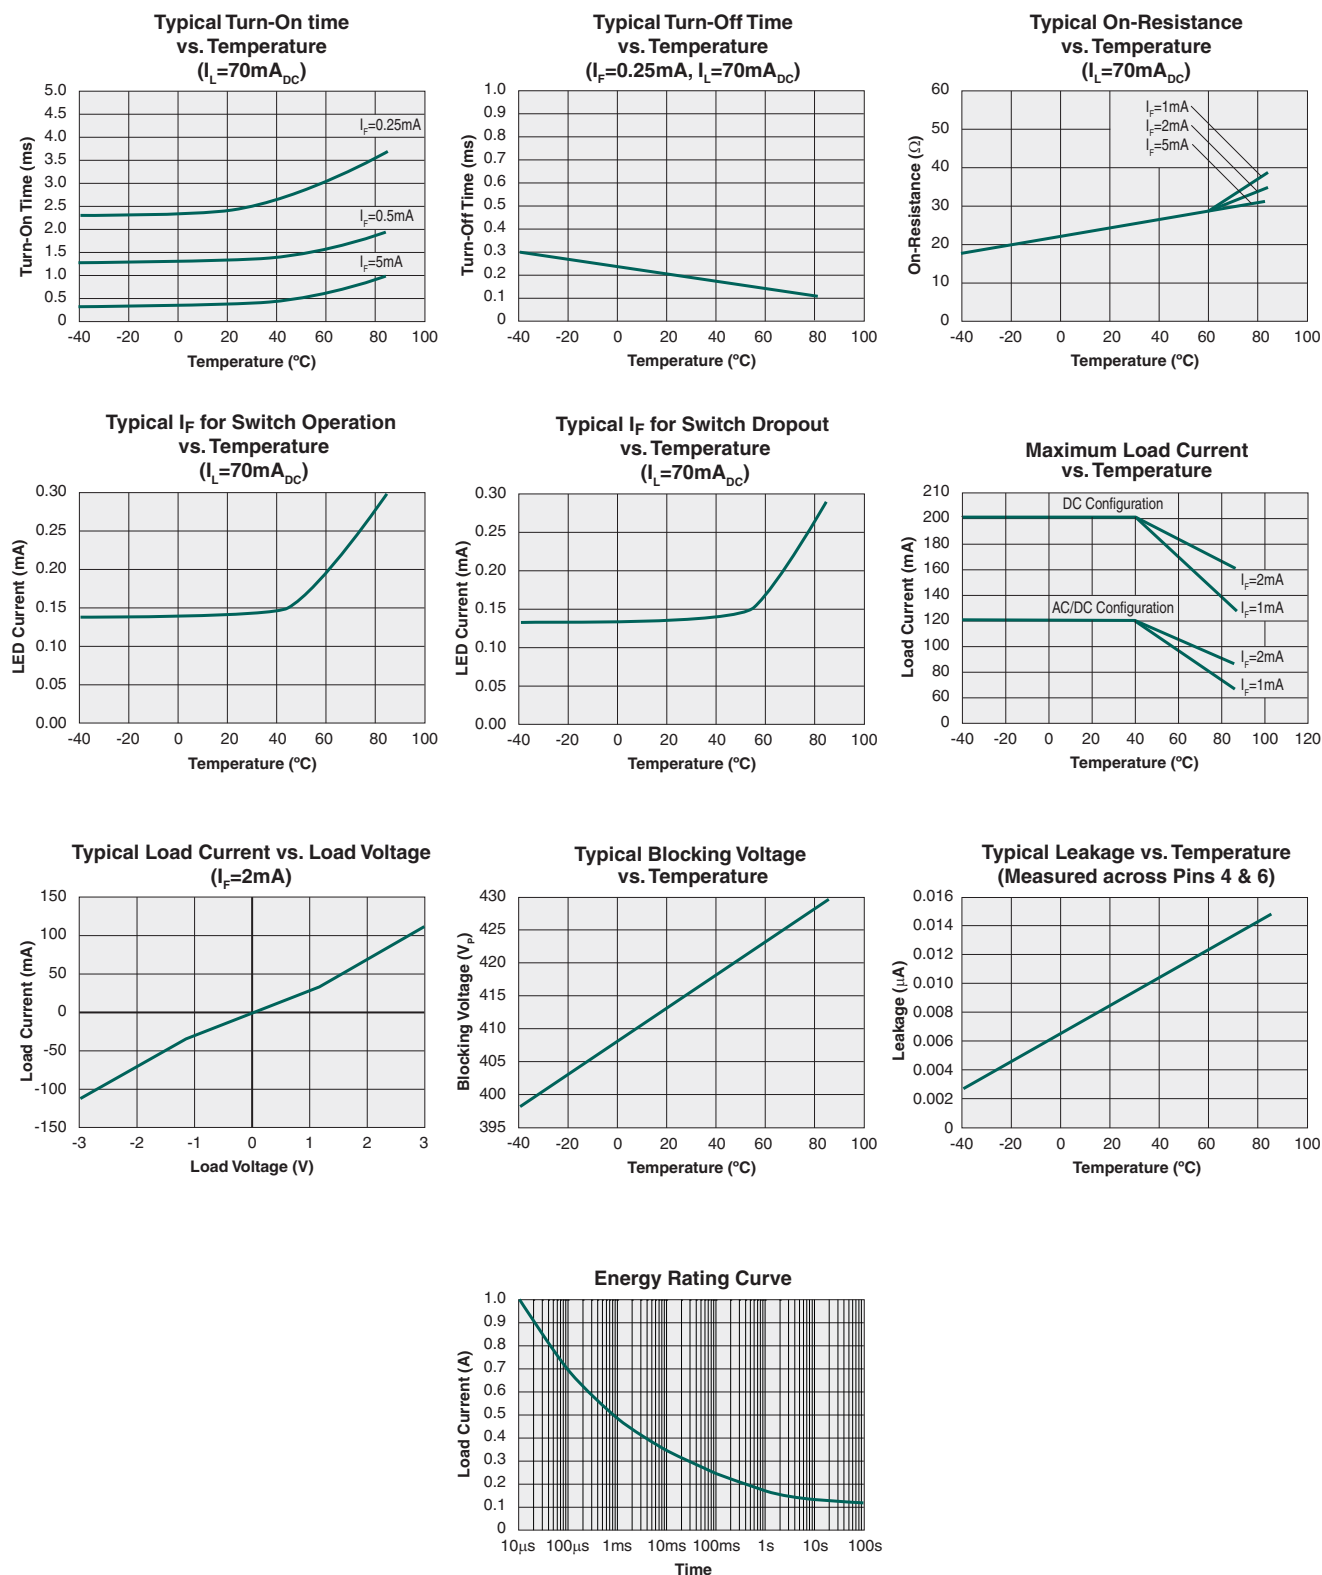 Typical Turn-On time
vs. Temperature
(IL=70mADC)
5.0
4.5
4.0
3.5
3.0
2.5
2.0
1.5
1.0
0.5
0
Turn-On Time (ms)
IF=0.25mA
IF=0.5mA
IF=5mA
-40 -20 0 20 40 60 80 100
Temperature (ºC)
Typical Turn-Off Time
vs. Temperature
(IF=0.25mA, IL=70mADC)
1.0
0.9
0.8
0.7
0.6
0.5
0.4
0.3
0.2
0.1
0
Turn-Off Time (ms)
-40 -20 0 20 40 60 80 100
Temperature (ºC)
Typical On-Resistance
vs. Temperature
(IL=70mADC)
60
50
40
30
20
10
0
On-Resistance (Ω)
IF=1mA
IF=2mA
IF=5mA
-40 -20 0 20 40 60 80 100
Temperature (ºC)
Typical IF for Switch Operation
vs. Temperature
(IL=70mADC)
0.30
0.25
0.20
0.15
0.10
0.05
0.00
LED Current (mA)
-40 -20 0 20 40 60 80 100
Temperature (ºC)
Typical IF for Switch Dropout
vs. Temperature
(IL=70mADC)
0.30
0.25
0.20
0.15
0.10
0.05
0.00
LED Current (mA)
-40 -20 0 20 40 60 80 100
Temperature (ºC)
Maximum Load Current
vs. Temperature
210
200
180
160
140
120
100
80
60
0
Load Current (mA)
DC Configuration
IF=2mA
IF=1mA
AC/DC Configuration
IF=2mA
IF=1mA
-40 -20 0 20 40 60 80 100 120
Temperature (ºC)
Typical Load Current vs. Load Voltage
(IF=2mA)
150
100
50
0
-50
-100
-150
Load Current (mA)
-3 -2 -1 0 1 2 3
Load Voltage (V)
Typical Blocking Voltage
vs. Temperature
430
425
420
415
410
405
400
395
Blocking Voltage (VP)
-40 -20 0 20 40 60 80 100
Temperature (ºC)
Typical Leakage vs. Temperature
(Measured across Pins 4 & 6)
0.016
0.014
0.012
0.010
0.008
0.006
0.004
0.002
0
Leakage (μA)
-40 -20 0 20 40 60 80 100
Temperature (ºC)
Energy Rating Curve
1.0
0.9
0.8
0.7
0.6
0.5
0.4
0.3
0.2
0.1
0
Load Current (A)
10μs 100μs 1ms 10ms 100ms 1s 10s 100s
Time